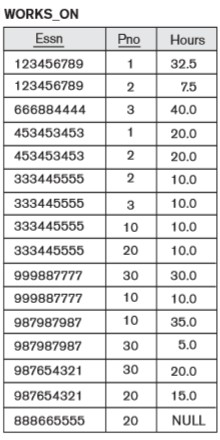 WORKS_ON
Essn Pno Hours
123456789 1 32.5
123456789 2 7.5
666884444 3 40.0
453453453 1 20.0
453453453 2 20.0
333445555 2 10.0
333445555 3 10.0
333445555 10 10.0
333445555 20 10.0
999887777 30 30.0
999887777 10 10.0
987987987 10 35.0
987987987 30 5.0
987654321 30 20.0
987654321 20 15.0
888665555 20 NULL